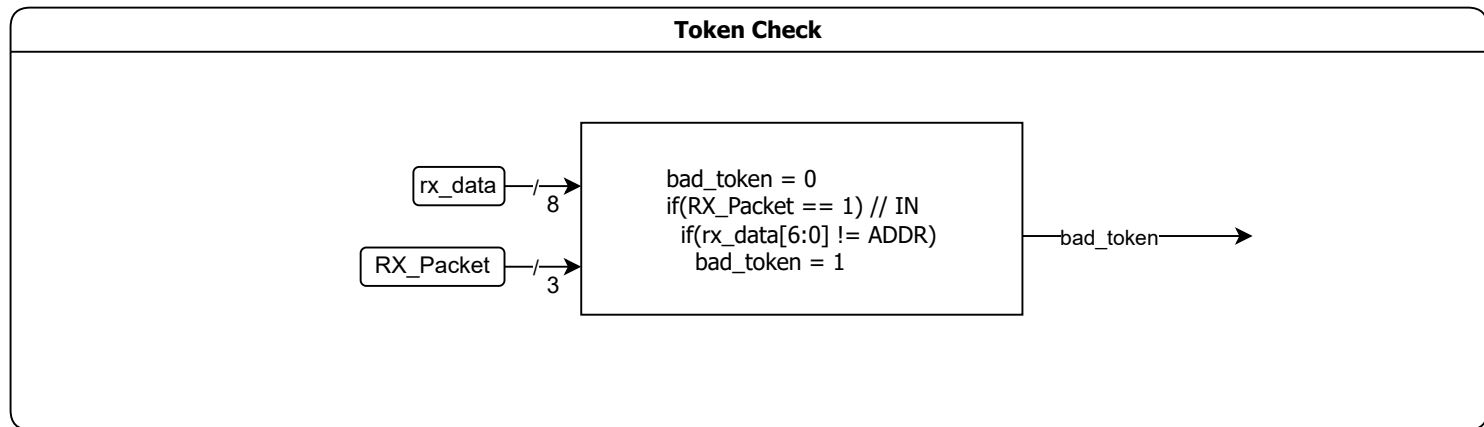 Token Check
rx_data
/
8
RX_Packet
/
3
bad_token = 0
if(RX_Packet == 1) // IN
if(rx_data[6:0] != ADDR)
bad_token = 1
bad_token